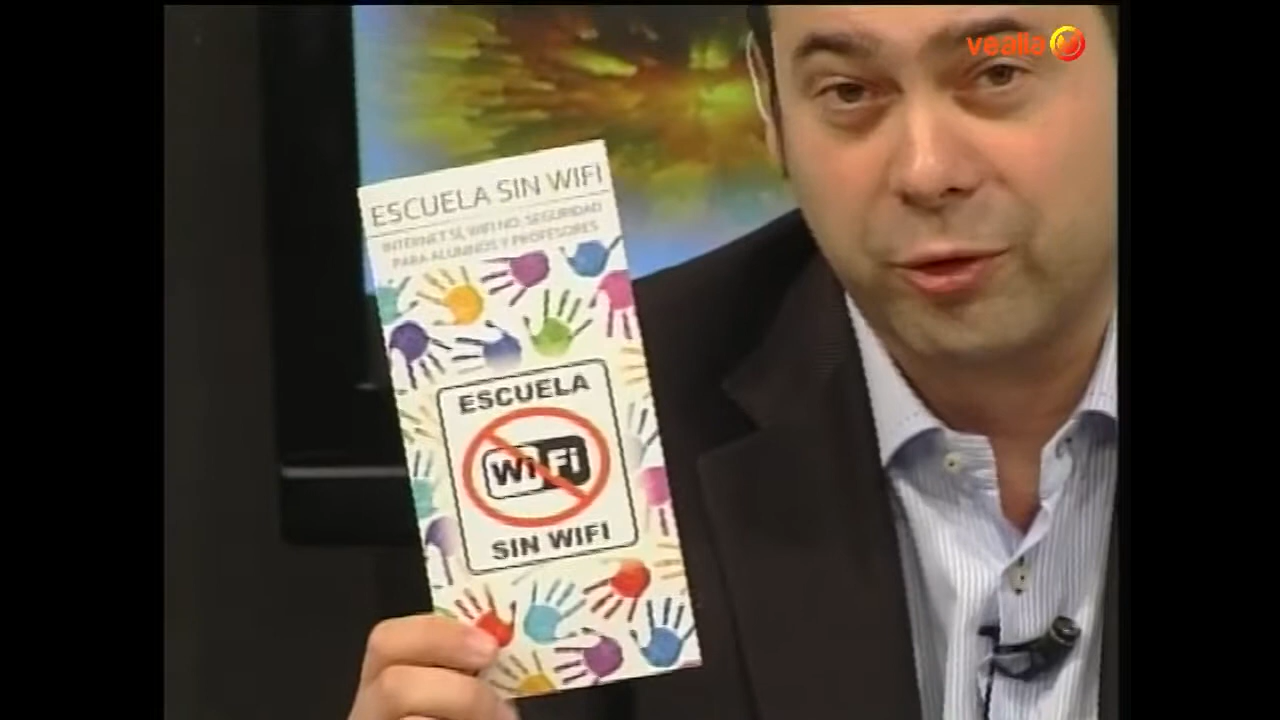 vealia
ESCUELA SIN WIFI
INTERNET SI, WIFI NO. SEGURIDAD
PARA ALUMNOS Y PROFESORES
ESCUELA
WiFi
SIN WIFI